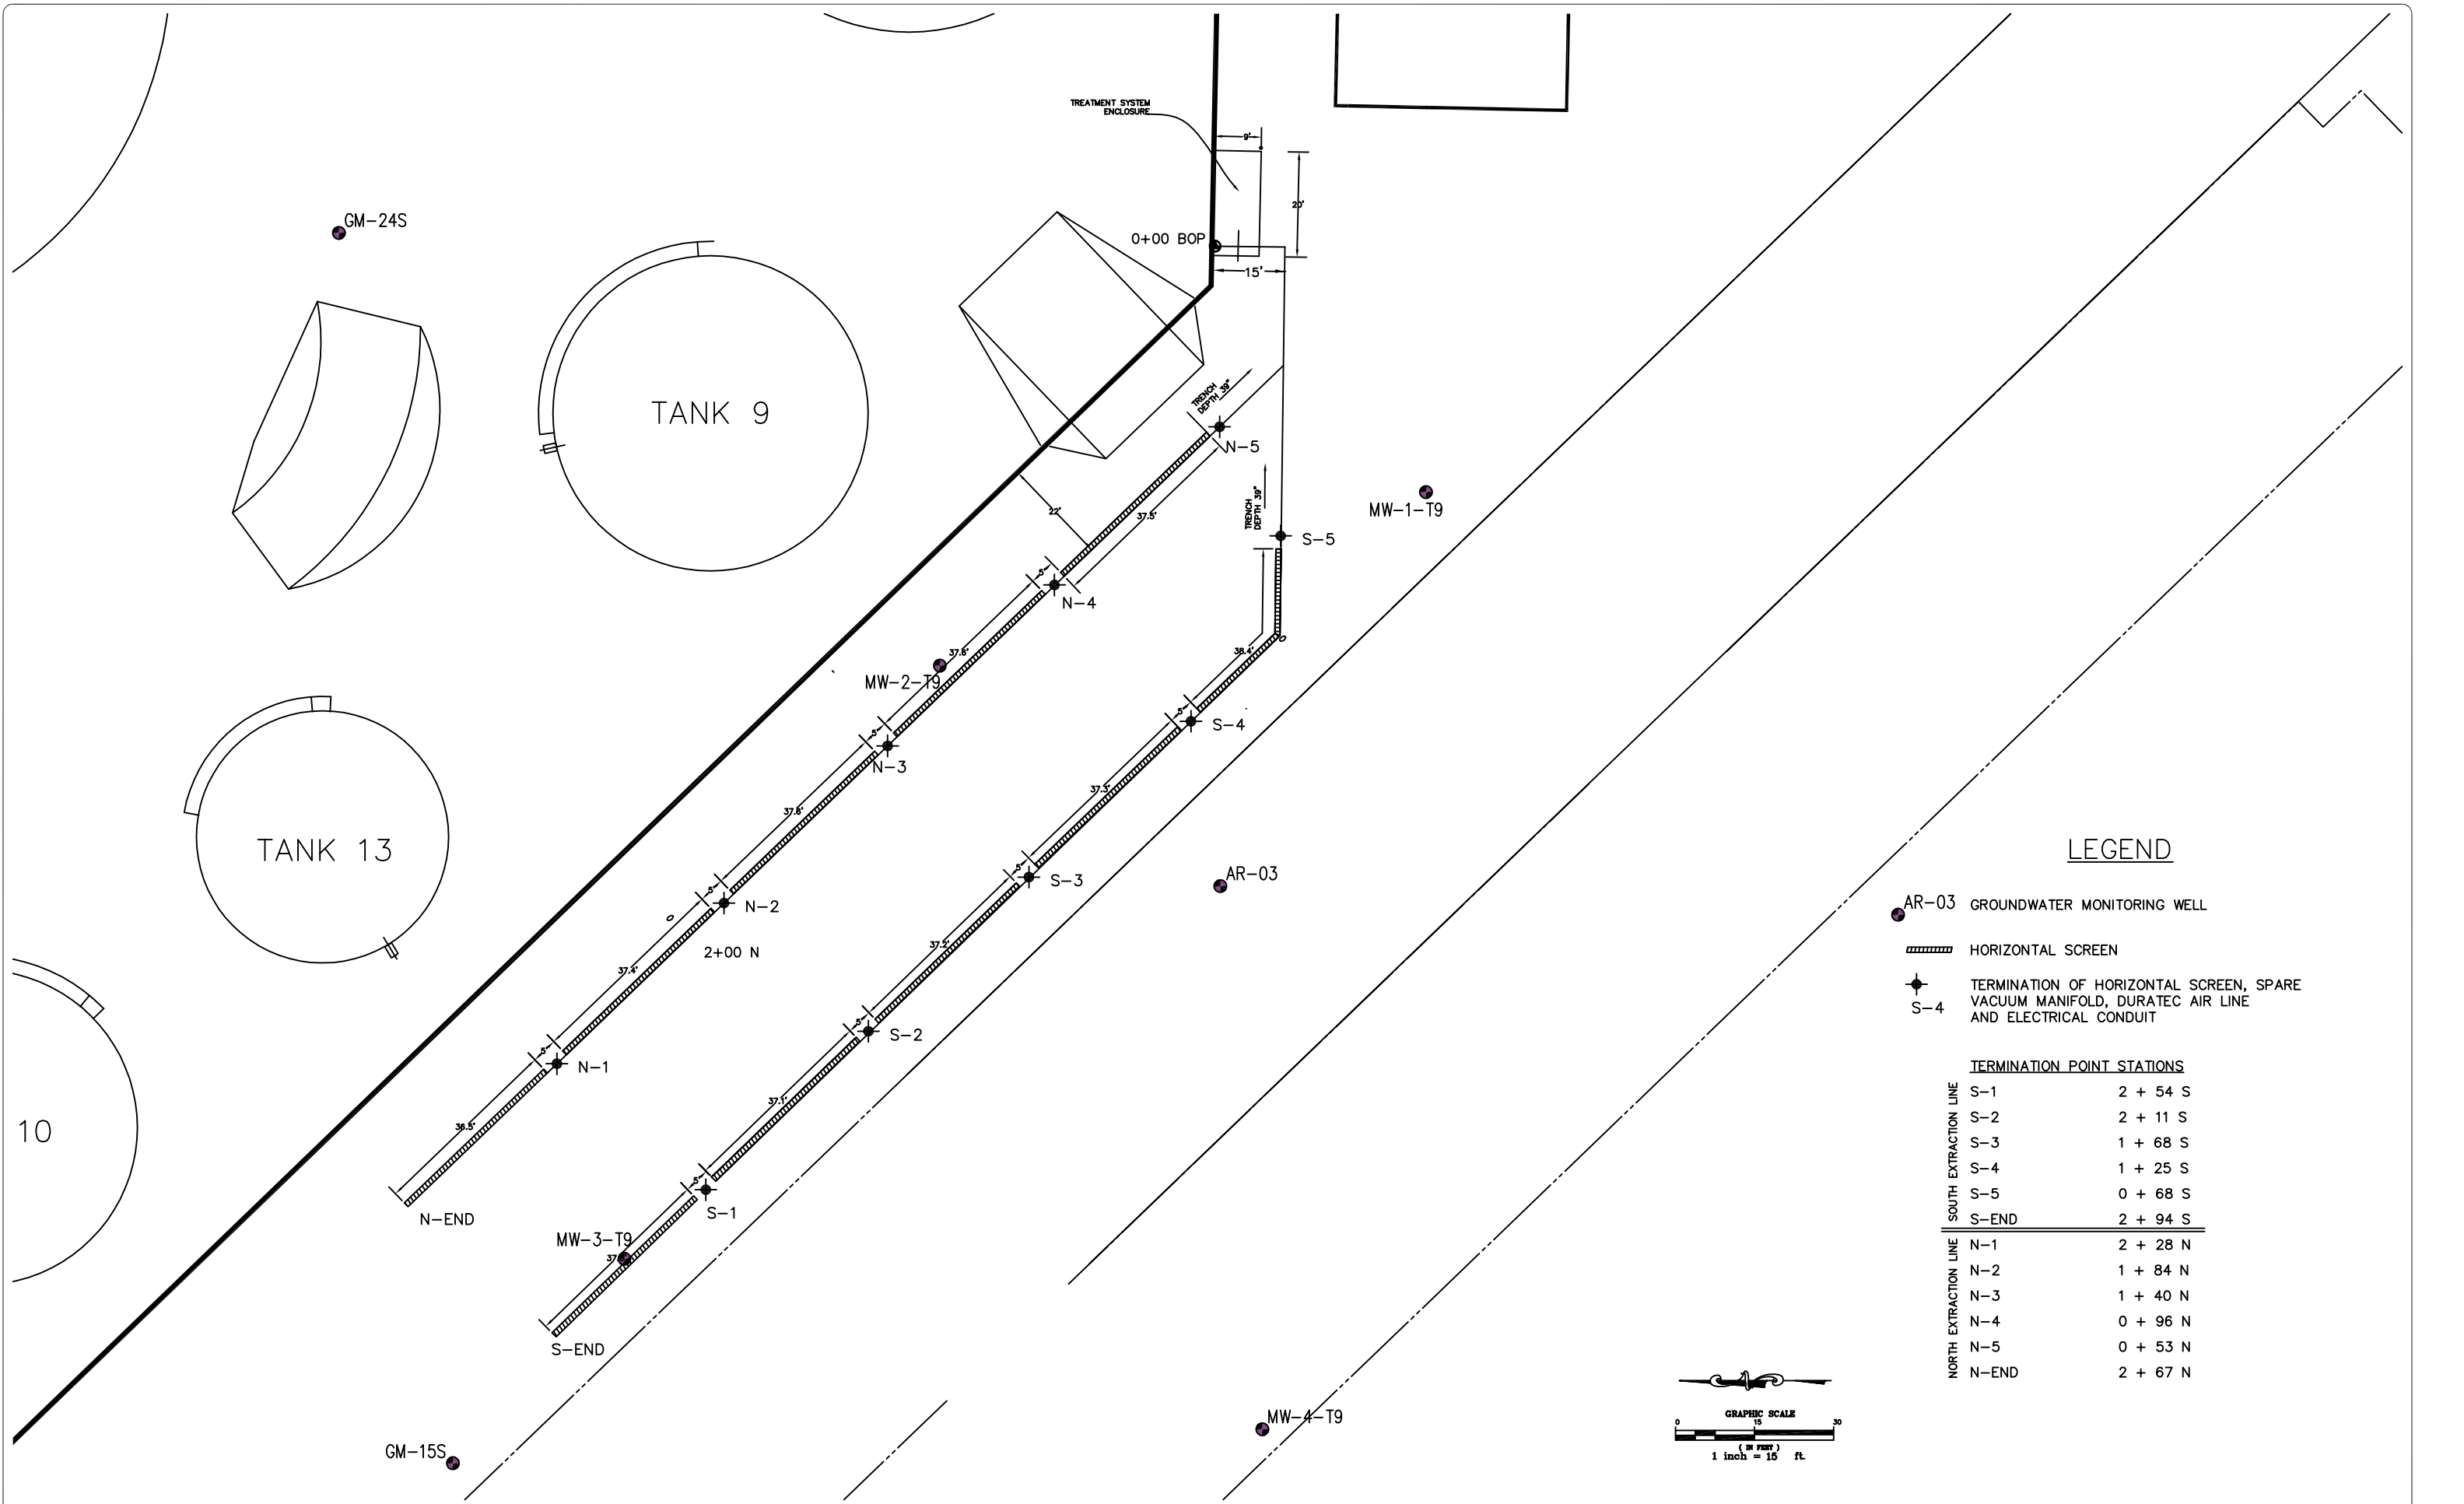 TREATMENT SYSTEM
ENCLOSURE
9'
20'
GM-24S
0+00 BOP
15'
TANK 9
TRENCH
DEPTH 39"
N-5
22'
37.5'
TRENCH
DEPTH 39"
MW-1-T9
S-5
5'
N-4
37.6'
MW-2-T9
38.4'
5'
S-4
5'
N-3
37.3'
37.6'
TANK 13
LEGEND
5'
S-3
AR-03
5'
N-2
AR-03 GROUNDWATER MONITORING WELL
2+00 N
37.2'
HORIZONTAL SCREEN
37.4'
TERMINATION OF HORIZONTAL SCREEN, SPARE
VACUUM MANIFOLD, DURATEC AIR LINE
AND ELECTRICAL CONDUIT
S-4
5'
S-2
5'
N-1
37.1'
10
36.5'
5'
S-1
MW-3-T9
N-END
S-END
TERMINATION POINT STATIONS
SOUTH EXTRACTION LINE
S-1 2 + 54 S
S-2 2 + 11 S
S-3 1 + 68 S
S-4 1 + 25 S
S-5 0 + 68 S
S-END 2 + 94 S
NORTH EXTRACTION LINE
N-1 2 + 28 N
N-2 1 + 84 N
N-3 1 + 40 N
N-4 0 + 96 N
N-5 0 + 53 N
N-END 2 + 67 N
GM-15S
MW-4-T9
GRAPHIC SCALE
0 15 30
( IN FEET )
1 inch = 15 ft.